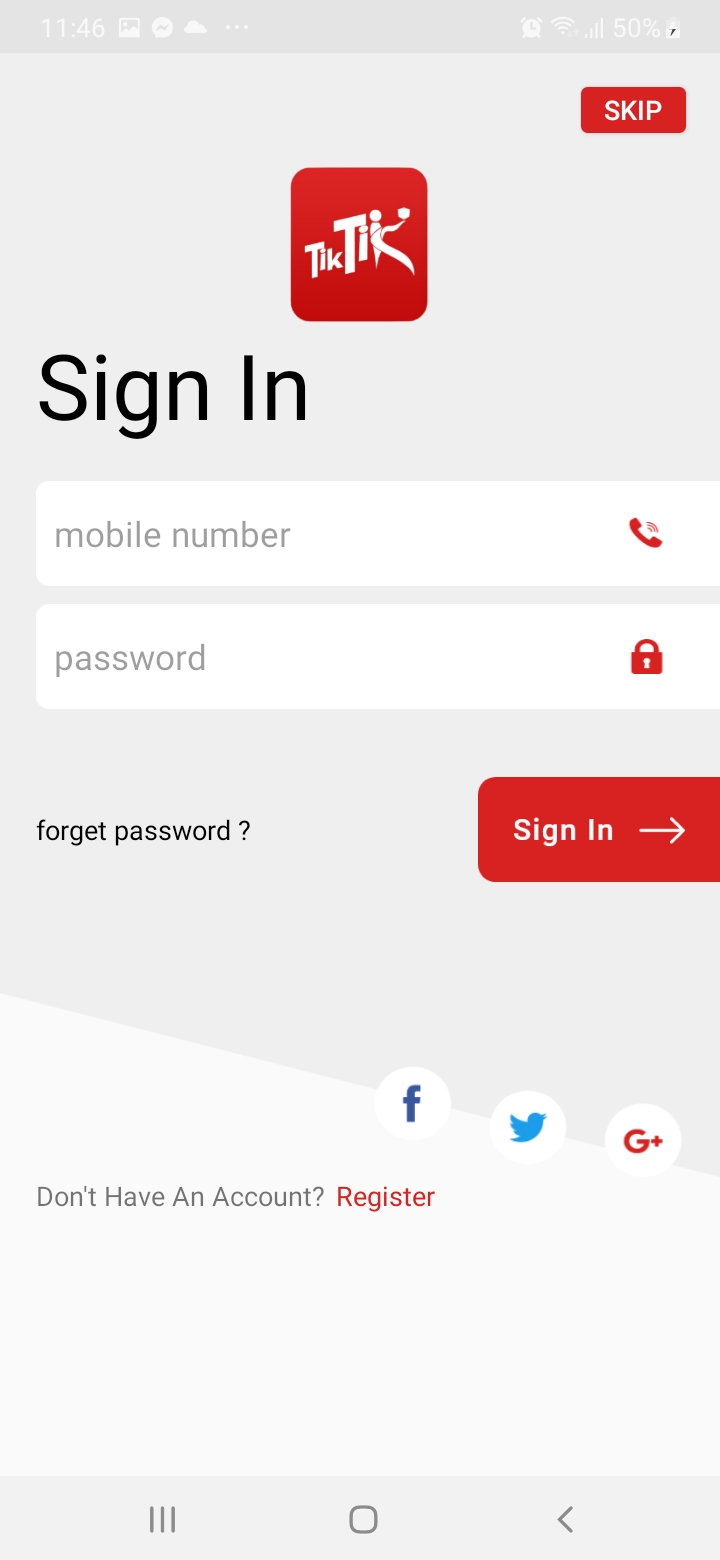 11:46 50%
SKIP
TikTik
Sign In
mobile number
password
forget password ?
Sign In
f
G+
Don't Have An Account? Register